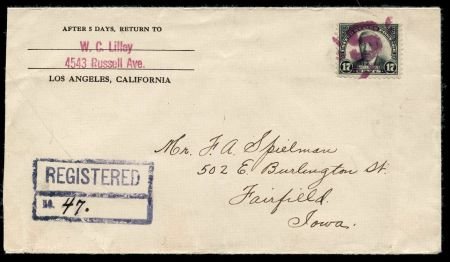 AFTER 5 DAYS, RETURN TO
W. C. Lilley
4543 Russell Ave.
LOS ANGELES, CALIFORNIA
17 17
Mr. F. A. Spielman
502 E. Burlington St.
Fairfield
Iowa.
REGISTERED
NO. 47.